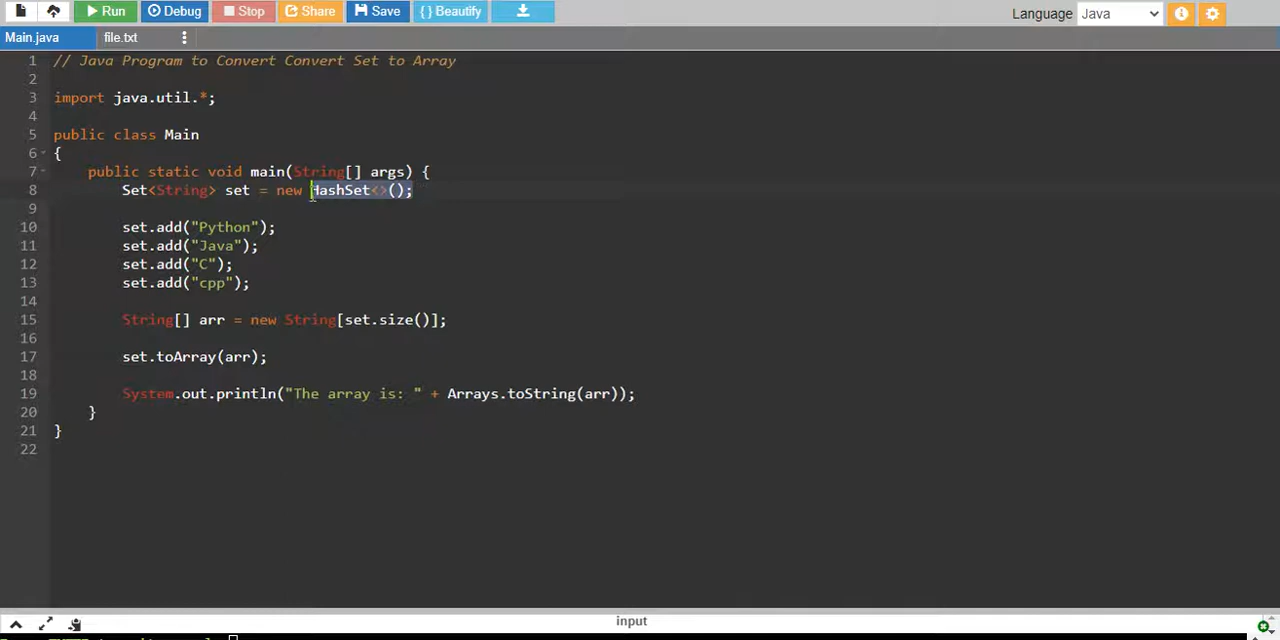 Run Debug Stop Share Save { } Beautify Language Java
Main.java file.txt
1 // Java Program to Convert Convert Set to Array
2
3 import java.util.*;
4
5 public class Main
6 {
7 public static void main(String[] args) {
8 Set<String> set = new HashSet<>();
9
10 set.add("Python");
11 set.add("Java");
12 set.add("C");
13 set.add("cpp");
14
15 String[] arr = new String[set.size()];
16
17 set.toArray(arr);
18
19 System.out.println("The array is: " + Arrays.toString(arr));
20 }
21 }
22
input